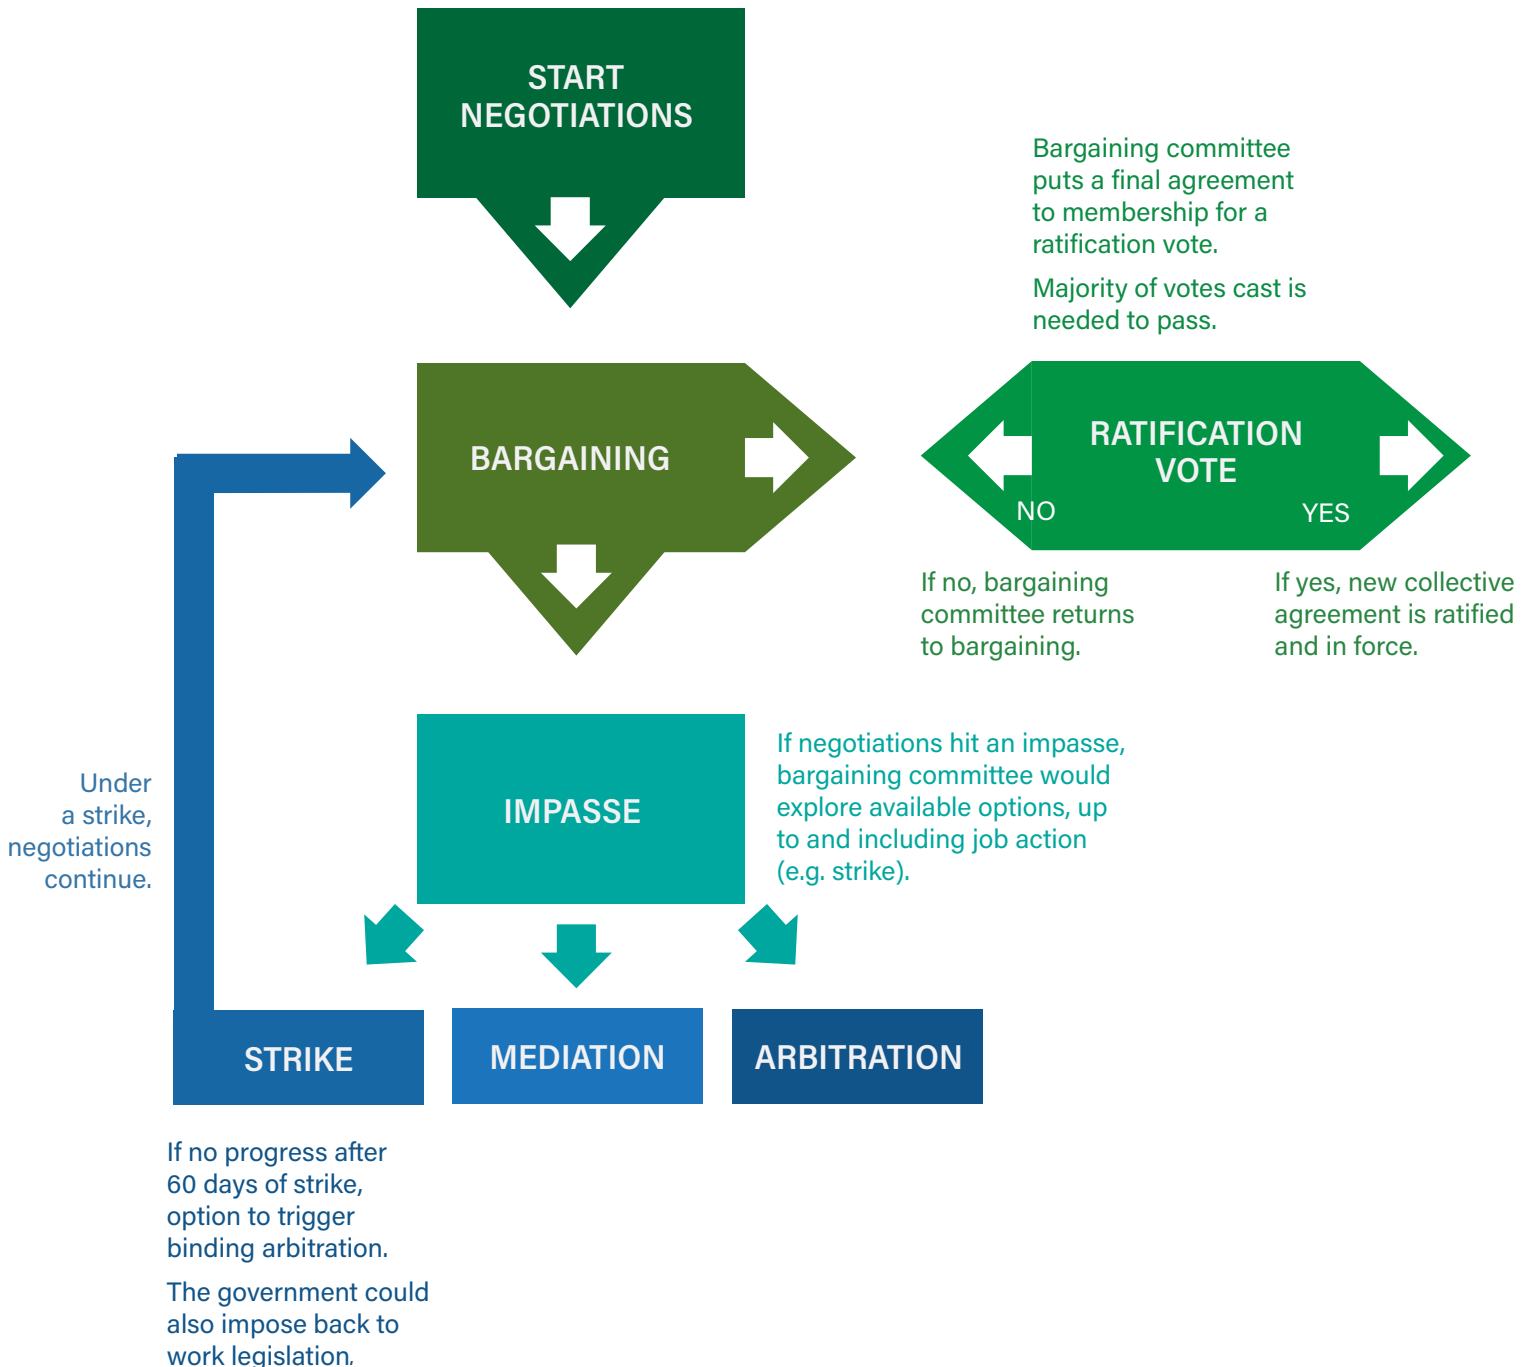 START
NEGOTIATIONS
Bargaining committee
puts a final agreement
to membership for a
ratification vote.
Majority of votes cast is
needed to pass.
BARGAINING
RATIFICATION
VOTE
NO
YES
If no, bargaining
committee returns
to bargaining.
If yes, new collective
agreement is ratified
and in force.
IMPASSE
If negotiations hit an impasse,
bargaining committee would
explore available options, up
to and including job action
(e.g. strike).
Under
a strike,
negotiations
continue.
STRIKE
MEDIATION
ARBITRATION
If no progress after
60 days of strike,
option to trigger
binding arbitration.
The government could
also impose back to
work legislation.